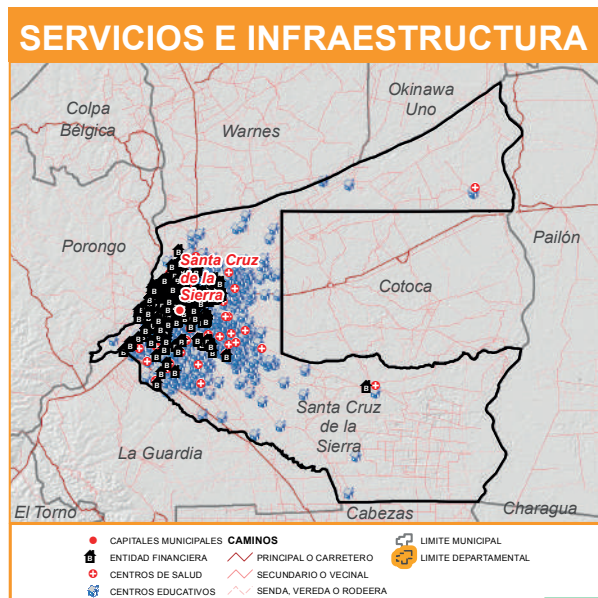 SERVICIOS E INFRAESTRUCTURA
Okinawa
Uno
Colpa
Bélgica
Warnes
Porongo
Pailón
Santa Cruz
de la
Sierra
Cotoca
Santa Cruz
de la
Sierra
La Guardia
El Torno
Cabezas
Charagua
CAPITALES MUNICIPALES
ENTIDAD FINANCIERA
CENTROS DE SALUD
CENTROS EDUCATIVOS
CAMINOS
PRINCIPAL O CARRETERO
SECUNDARIO O VECINAL
SENDA, VEREDA O RODEERA
LIMITE MUNICIPAL
LIMITE DEPARTAMENTAL